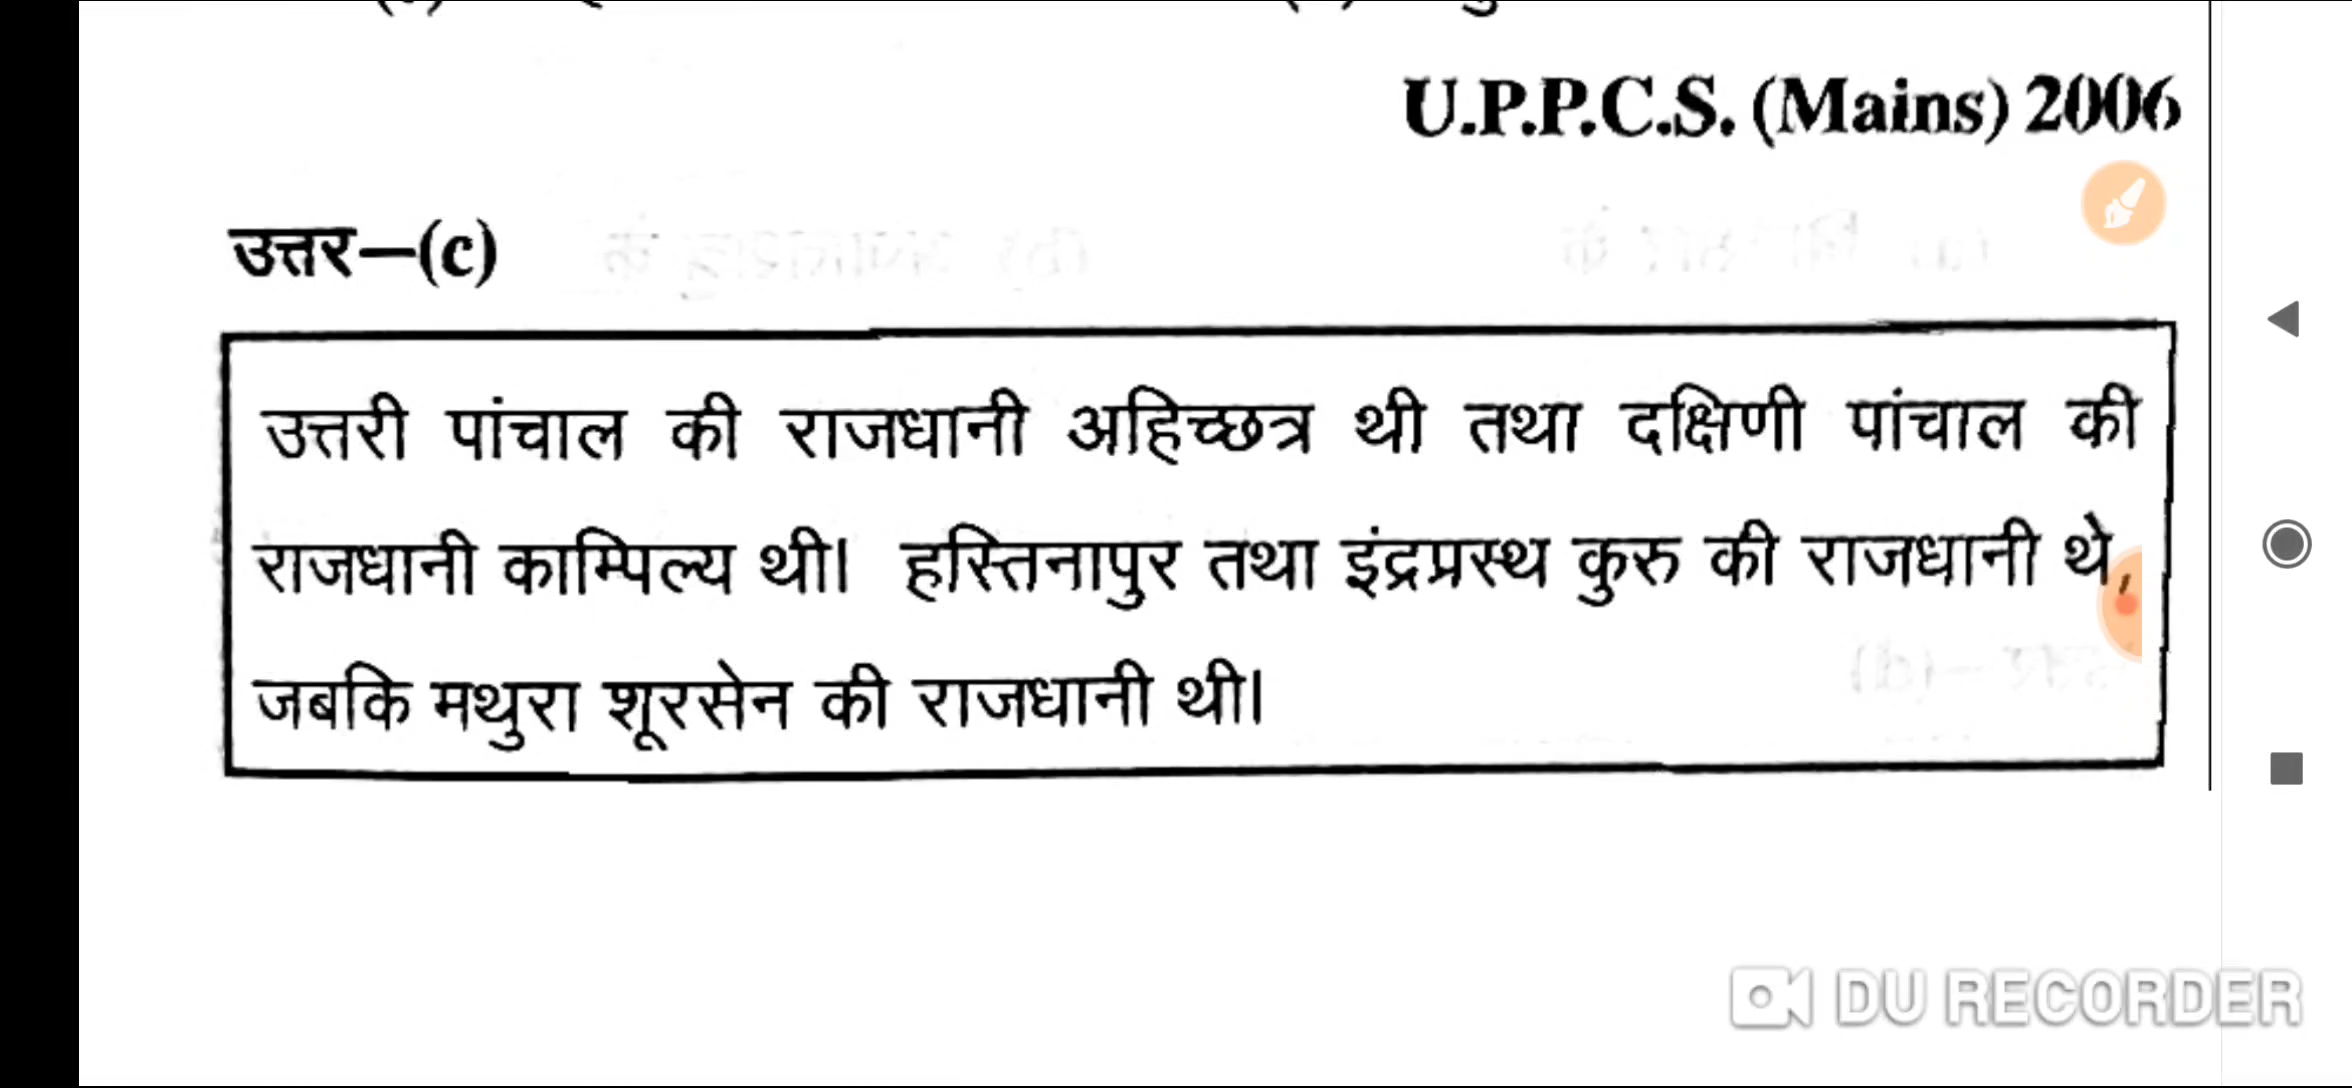 U.P.P.C.S. (Mains) 2006
उत्तर–(c)
उत्तरी पांचाल की राजधानी अहिच्छत्र थी तथा दक्षिणी पांचाल की
राजधानी काम्पिल्य थी। हस्तिनापुर तथा इंद्रप्रस्थ कुरु की राजधानी थे,
जबकि मथुरा शूरसेन की राजधानी थी।
DU RECORDER